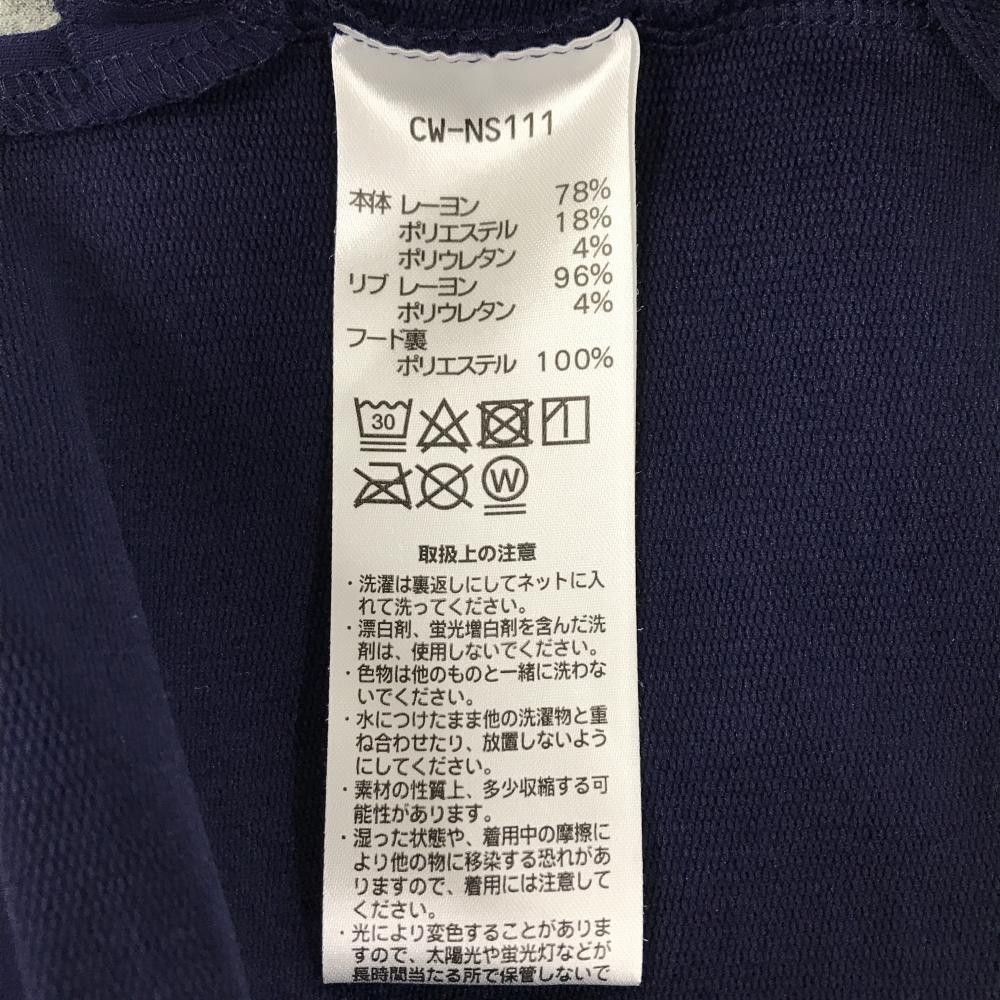 CW-NS111
本体 レーヨン 78%
ポリエステル 18%
ポリウレタン 4%
リブ レーヨン 96%
ポリウレタン 4%
フード裏
ポリエステル 100%
30
W
取扱上の注意
・洗濯は裏返しにしてネットに入
れて洗ってください。
・漂白剤、蛍光増白剤を含んだ洗
剤は、使用しないでください。
・色物は他のものと一緒に洗わな
いでください。
・水につけたまま他の洗濯物と重
ね合わせたり、放置しないよう
にしてください。
・素材の性質上、多少収縮する可
能性があります。
・湿った状態や、着用中の摩擦に
より他の物に移染する恐れがあ
りますので、着用には注意して
ください。
・光により変色することがありま
すので、太陽光や蛍光灯などが
長時間当たる所で保管しないで